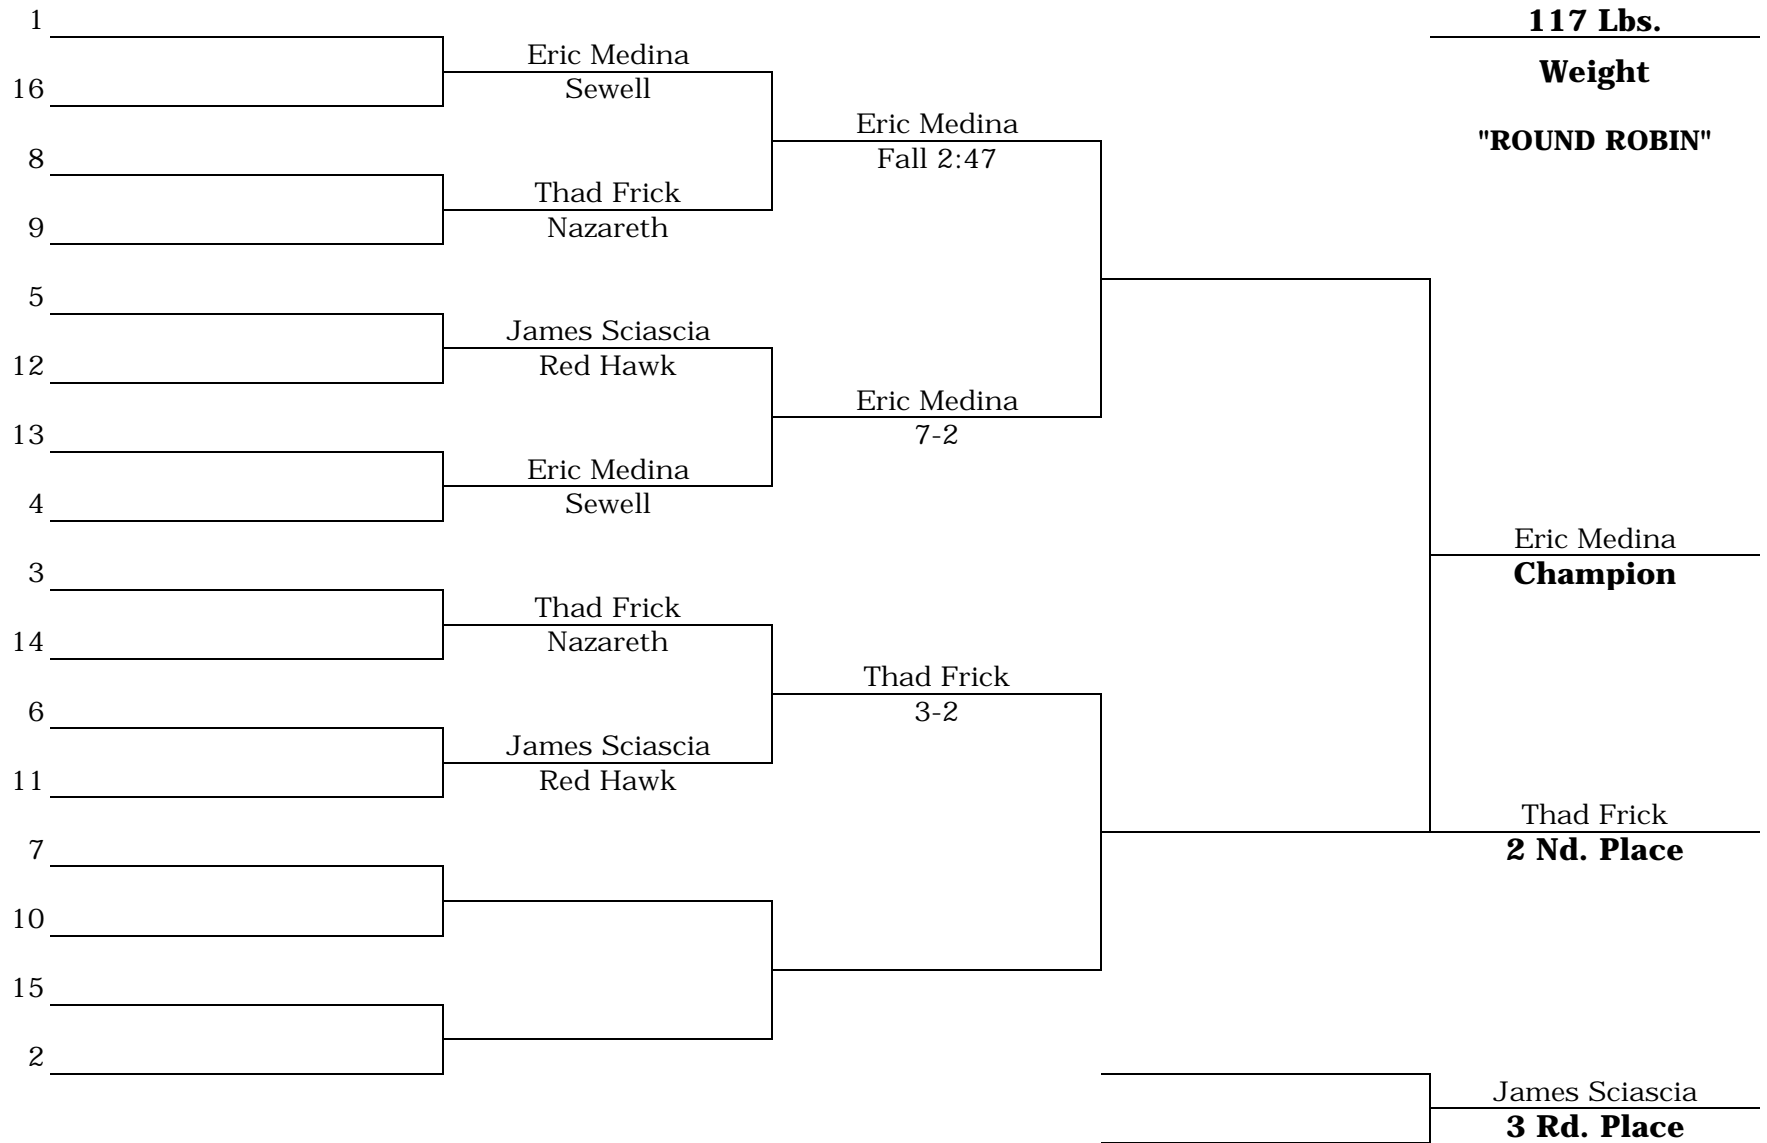 1
117 Lbs.
Eric Medina
Weight
16
Sewell
Eric Medina
"ROUND ROBIN"
8
Fall 2:47
Thad Frick
9
Nazareth
5
James Sciascia
12
Red Hawk
Eric Medina
13
7-2
Eric Medina
4
Sewell
Eric Medina
3
Champion
Thad Frick
14
Nazareth
Thad Frick
6
3-2
James Sciascia
11
Red Hawk
Thad Frick
7
2 Nd. Place
10
15
2
James Sciascia
3 Rd. Place